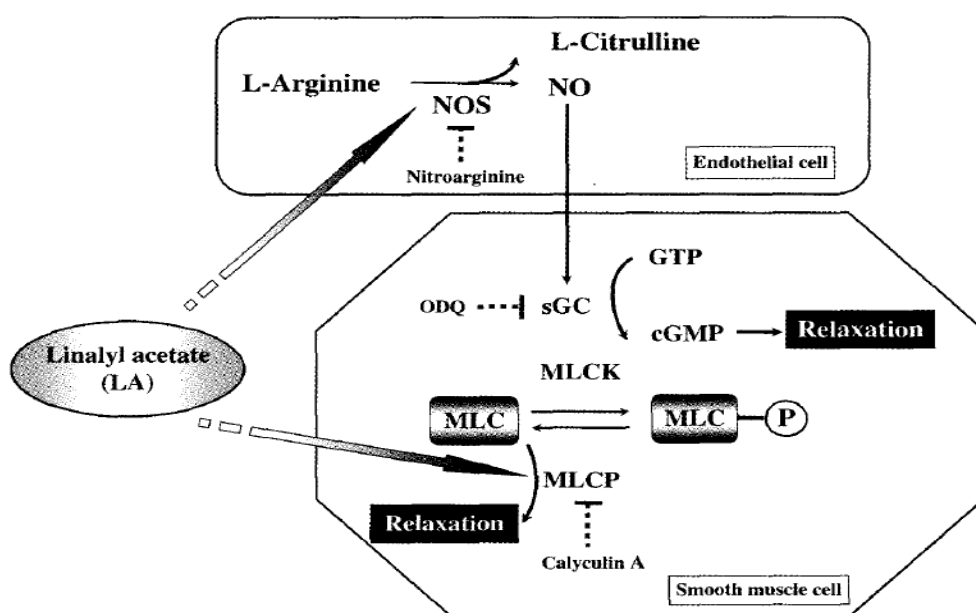 L-Citrulline
L-Arginine
NO
NOS
Endothelial cell
Nitroarginine
GTP
ODQ
sGC
cGMP
Relaxation
Linalyl acetate
(LA)
MLCK
MLC
MLC
P
MLCP
Relaxation
Calyculin A
Smooth muscle cell